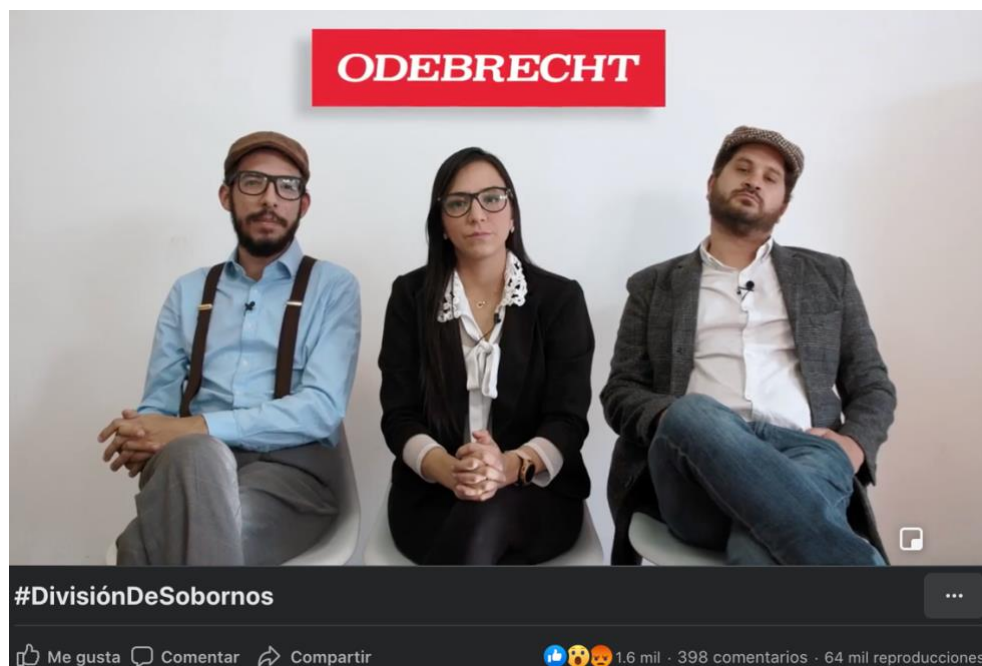 ODEBRECHT
#DivisiónDeSobornos
Me gusta Comentar Compartir 1.6 mil · 398 comentarios · 64 mil reproducciones